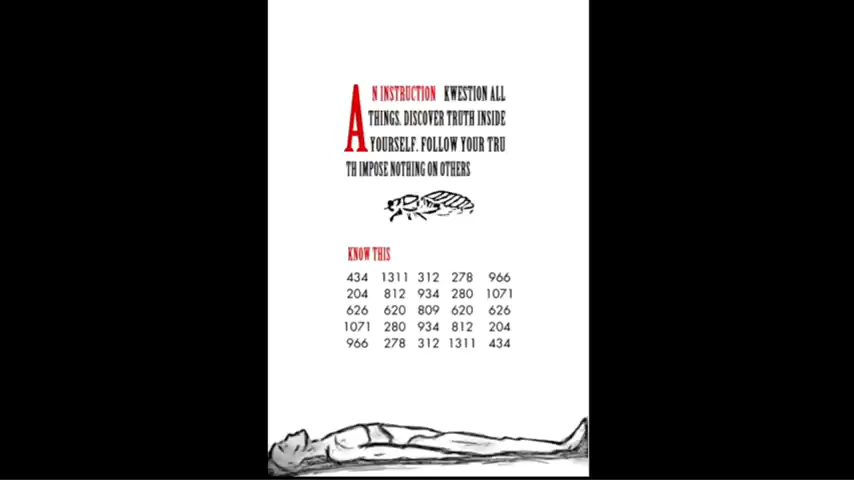 AN INSTRUCTION KWESTION ALL
THINGS. DISCOVER TRUTH INSIDE
YOURSELF. FOLLOW YOUR TRU
TH IMPOSE NOTHING ON OTHERS
KNOW THIS
434 1311 312 278 966
204 812 934 280 1071
626 620 809 620 626
1071 280 934 812 204
966 278 312 1311 434